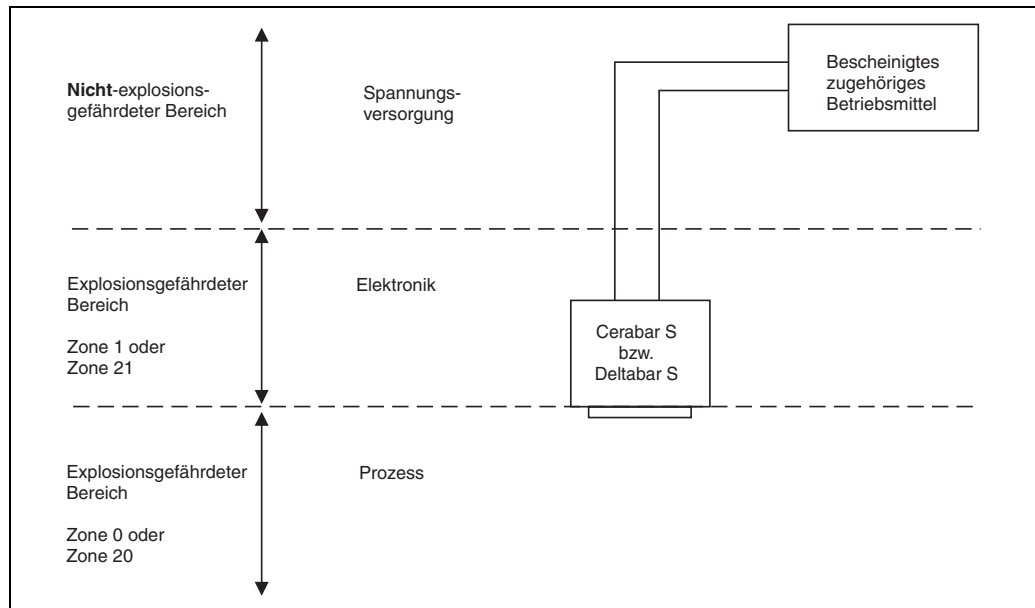 Nicht-explosions-
gefährdeter Bereich
Spannungs-
versorgung
Bescheinigtes
zugehöriges
Betriebsmittel
Explosionsgefährdeter
Bereich
Zone 1 oder
Zone 21
Elektronik
Cerabar S
bzw.
Deltabar S
Explosionsgefährdeter
Bereich
Zone 0 oder
Zone 20
Prozess